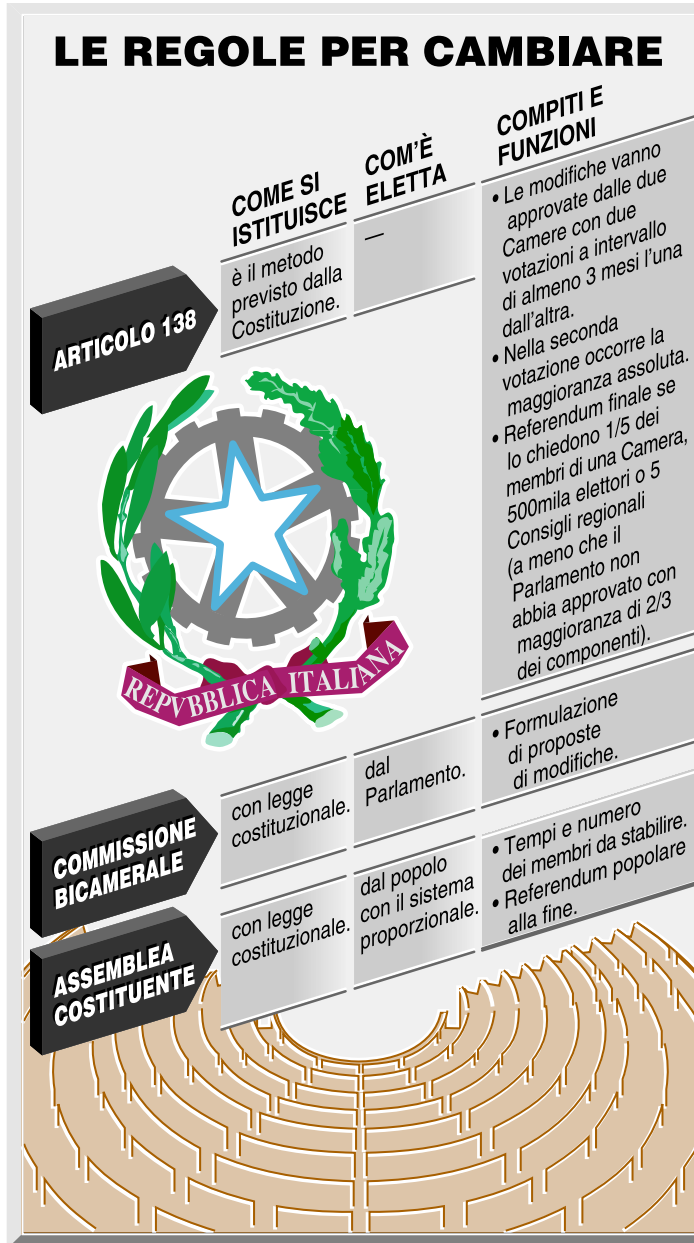 LE REGOLE PER CAMBIARE
COME SI
ISTITUISCE
COM'È
ELETTA
COMPITI E
FUNZIONI
ARTICOLO 138
è il metodo
previsto dalla
Costituzione.
—
• Le modifiche vanno
approvate dalle due
Camere con due
votazioni a intervallo
di almeno 3 mesi l'una
dall'altra.
• Nella seconda
votazione occorre la
maggioranza assoluta.
• Referendum finale se
lo chiedono 1/5 dei
membri di una Camera,
500mila elettori o 5
Consigli regionali
(a meno che il
Parlamento non
abbia approvato con
maggioranza di 2/3
dei componenti).
REPVBBLICA ITALIANA
COMMISSIONE
BICAMERALE
con legge
costituzionale.
dal
Parlamento.
• Formulazione
di proposte
di modifiche.
ASSEMBLEA
COSTITUENTE
con legge
costituzionale.
dal popolo
con il sistema
proporzionale.
• Tempi e numero
dei membri da stabilire.
• Referendum popolare
alla fine.